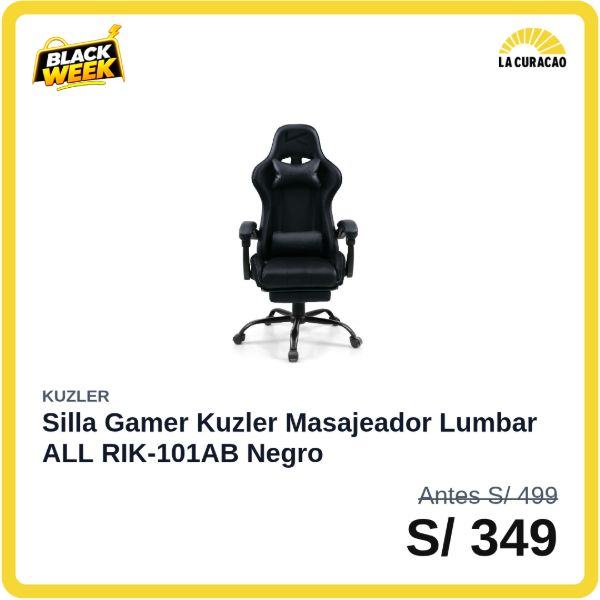 BLACK
WEEK
LA CURACAO
KUZLER
Silla Gamer Kuzler Masajeador Lumbar
ALL RIK-101AB Negro
Antes S/ 499
S/ 349